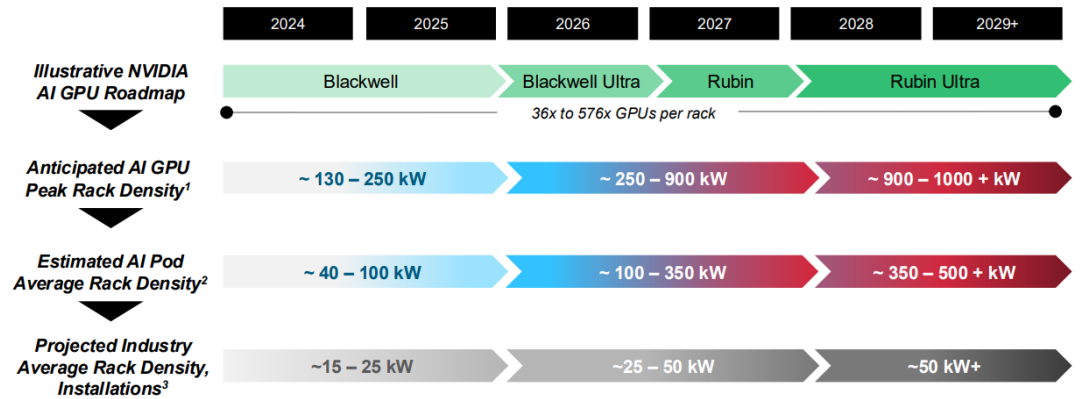 2024 2025 2026 2027 2028 2029+
Illustrative NVIDIA
AI GPU Roadmap
Blackwell Blackwell Ultra Rubin Rubin Ultra
36x to 576x GPUs per rack
Anticipated AI GPU
Peak Rack Density¹
~ 130 – 250 kW ~ 250 – 900 kW ~ 900 – 1000 + kW
Estimated AI Pod
Average Rack Density²
~ 40 – 100 kW ~ 100 – 350 kW ~ 350 – 500 + kW
Projected Industry
Average Rack Density,
Installations³
~15 – 25 kW ~25 – 50 kW ~50 kW+